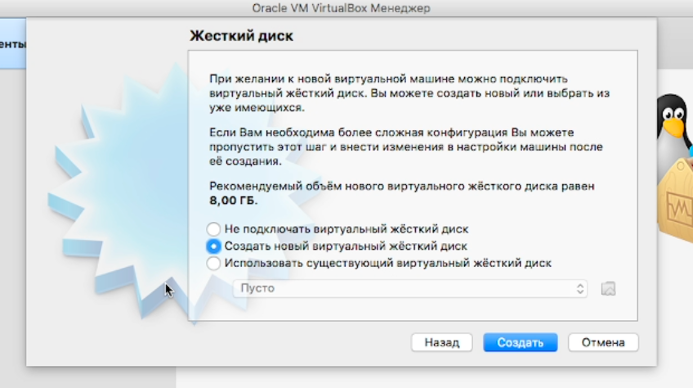 Oracle VM VirtualBox Менеджер
енты
Жесткий диск
При желании к новой виртуальной машине можно подключить
виртуальный жёсткий диск. Вы можете создать новый или выбрать из
уже имеющихся.
Если Вам необходима более сложная конфигурация Вы можете
пропустить этот шаг и внести изменения в настройки машины после
её создания.
Рекомендуемый объём нового виртуального жёсткого диска равен
8,00 ГБ.
Не подключать виртуальный жёсткий диск
Создать новый виртуальный жёсткий диск
Использовать существующий виртуальный жёсткий диск
Пусто
Назад Создать Отмена